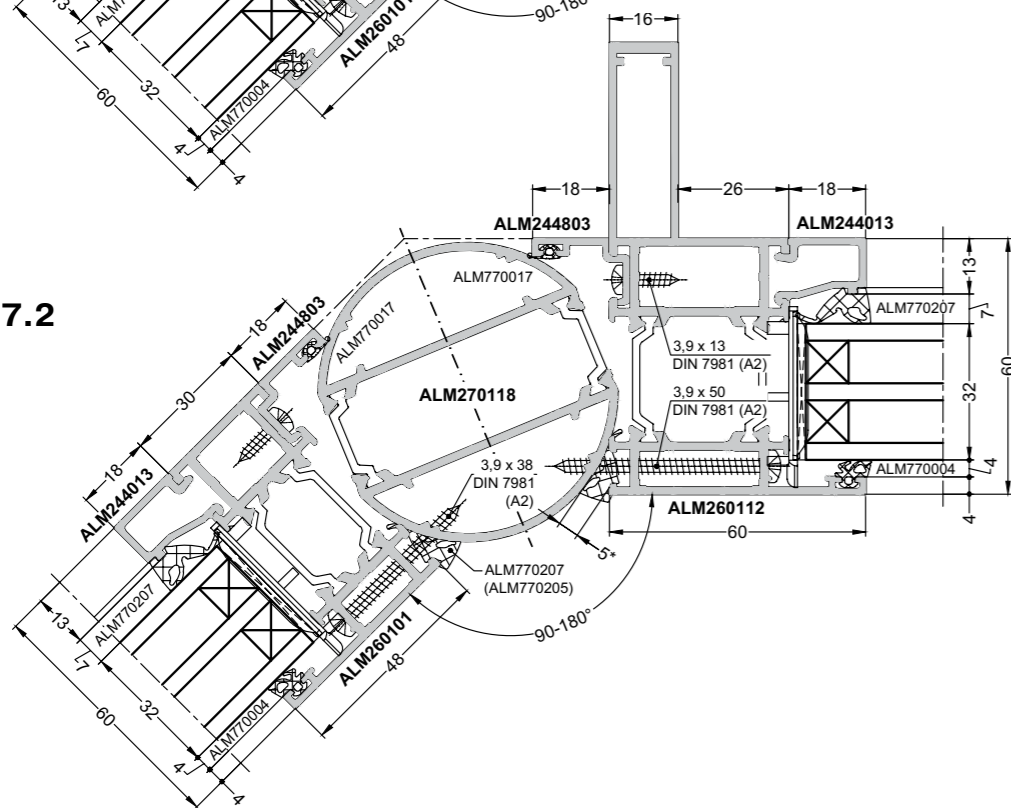 13
7
ALM260101
48
90-180
32
60
ALM770004
4
4
16
18
26
18
ALM244803
ALM244013
13
ALM770017
ALM770207
7
7.2
18
ALM244803
ALM770017
3,9 x 13
DIN 7981 (A2)
60
30
ALM270118
3,9 x 50
DIN 7981 (A2)
32
18
3,9 x 38
DIN 7981
(A2)
ALM770004
4
ALM244013
ALM260112
4
60
5*
ALM770207
(ALM770205)
13
7
ALM770207
90-180°
ALM260101
48
32
60
ALM770004
4
4